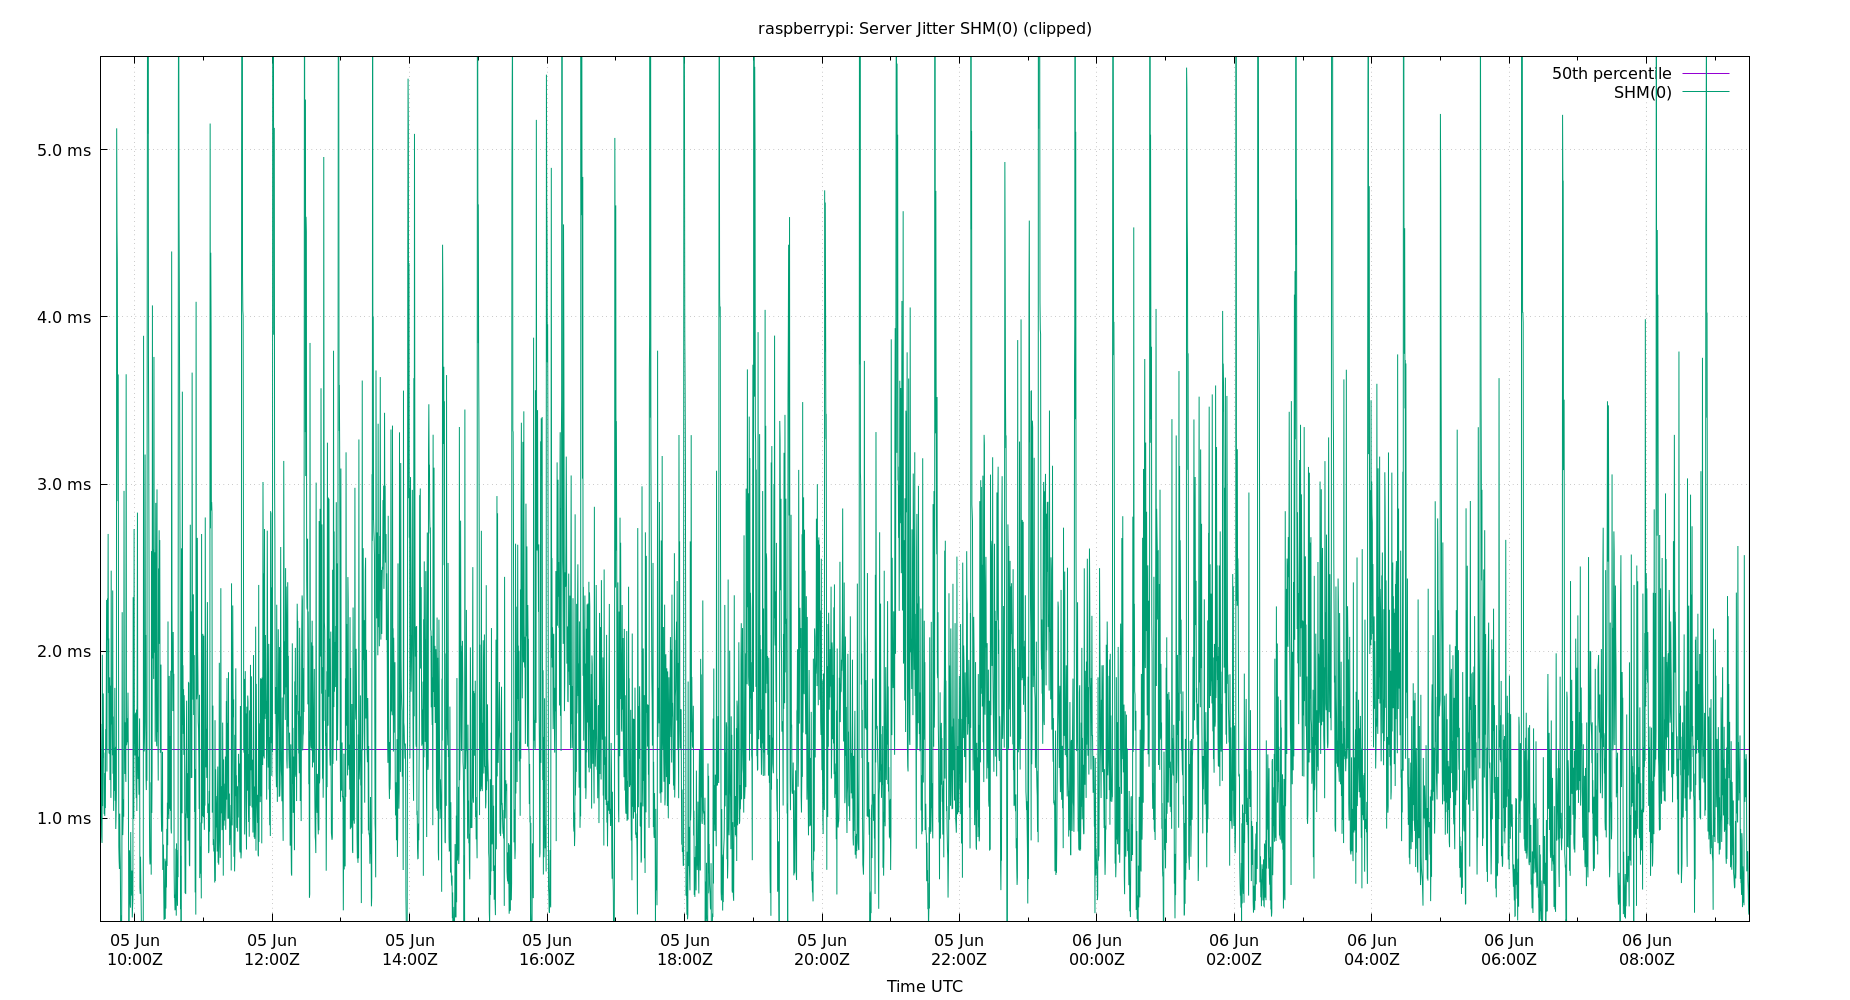 raspberrypi: Server Jitter SHM(0) (clipped)
50th percentile
SHM(0)
5.0 ms
4.0 ms
3.0 ms
2.0 ms
1.0 ms
05 Jun 05 Jun 05 Jun 05 Jun 05 Jun 05 Jun 05 Jun 06 Jun 06 Jun 06 Jun 06 Jun 06 Jun
10:00Z 12:00Z 14:00Z 16:00Z 18:00Z 20:00Z 22:00Z 00:00Z 02:00Z 04:00Z 06:00Z 08:00Z
Time UTC